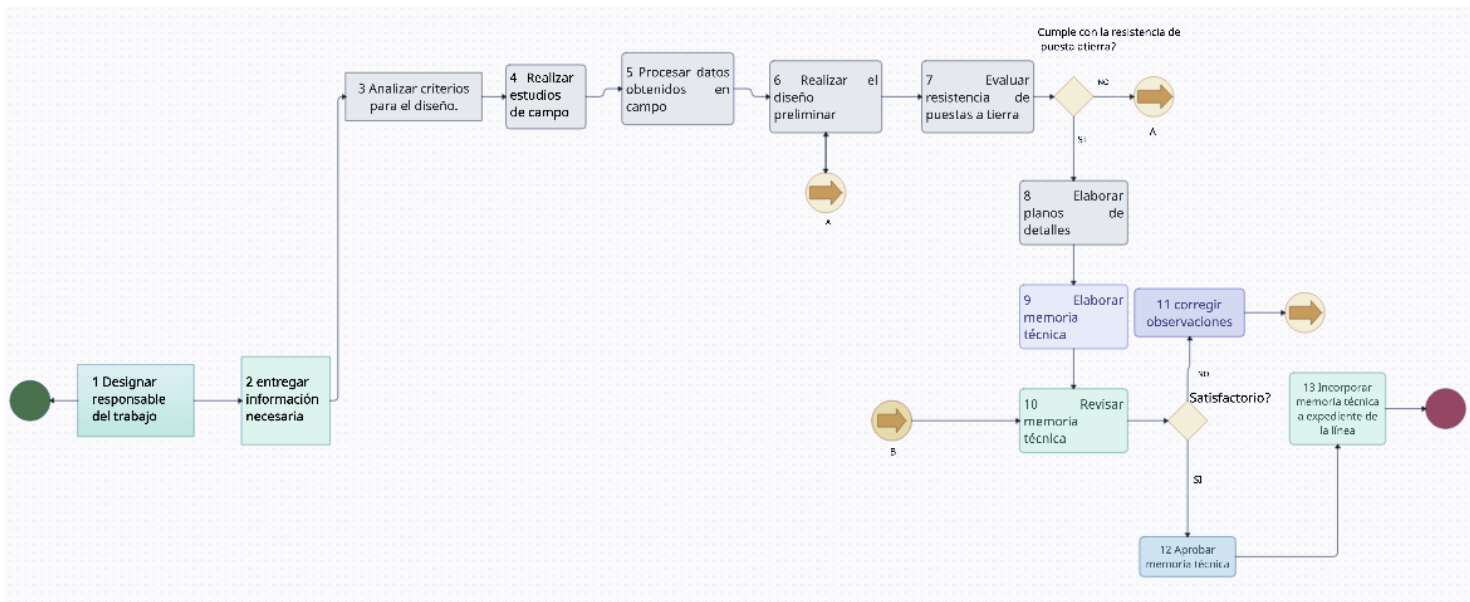 Cumple con la resistencia de
puesta atierra?
3 Analizar criterios
para el diseño.
4 Realizar
estudios
de campo
5 Procesar datos
obtenidos en
campo
6 Realizar el
diseño
preliminar
7 Evaluar
resistencia de
puestas a tierra
NO
A
SI
A
8 Elaborar
planos de
detalles
9 Elaborar
memoria
técnica
11 corregir
observaciones
1 Designar
responsable
del trabajo
2 entregar
información
necesaria
NO
Satisfactorio?
10 Revisar
memoria
técnica
B
13 Incorporar
memoria técnica
a expediente de
la línea
SI
12 Aprobar
memoria técnica